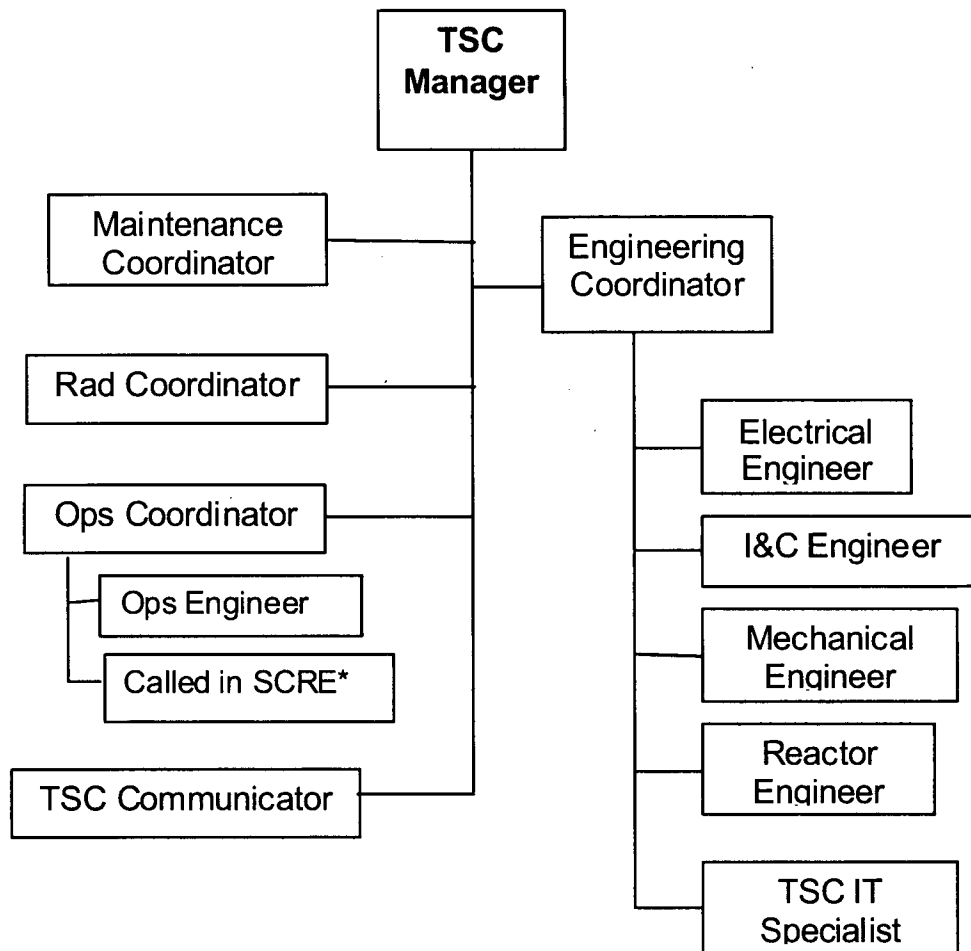 TSC
Manager
Maintenance
Coordinator
Engineering
Coordinator
Rad Coordinator
Ops Coordinator
Ops Engineer
Called in SCRE*
TSC Communicator
Electrical
Engineer
I&C Engineer
Mechanical
Engineer
Reactor
Engineer
TSC IT
Specialist